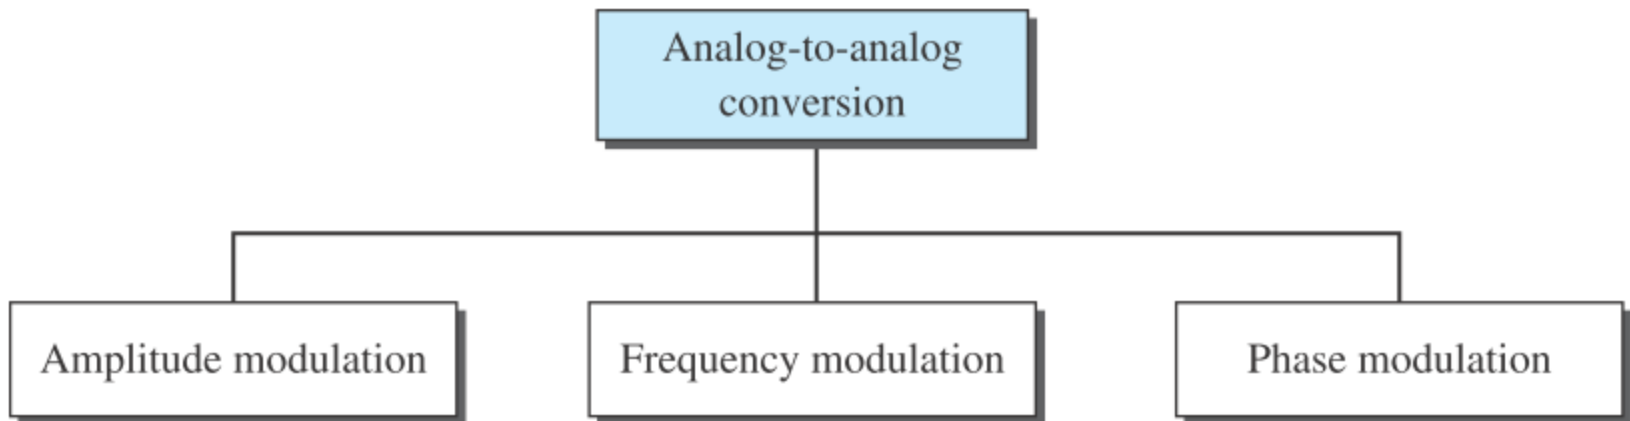 Analog-to-analog
conversion
Amplitude modulation
Frequency modulation
Phase modulation